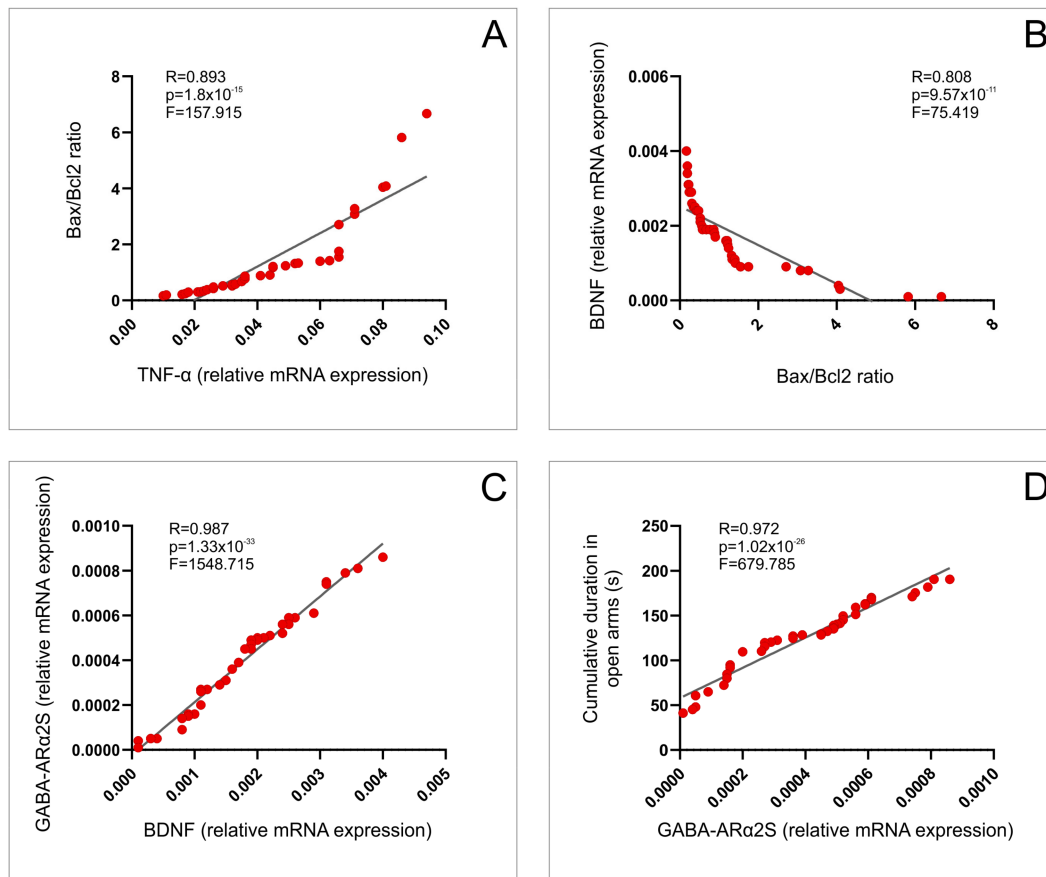 A
R=0.893
p=1.8x10⁻¹⁵
F=157.915
Bax/Bcl2 ratio
8
6
4
2
0
0.00
0.02
0.04
0.06
0.08
0.10
TNF-α (relative mRNA expression)
B
R=0.808
p=9.57x10⁻¹¹
F=75.419
BDNF (relative mRNA expression)
0.006
0.004
0.002
0.000
0
2
4
6
8
Bax/Bcl2 ratio
C
R=0.987
p=1.33x10⁻³³
F=1548.715
GABA-ARα2S (relative mRNA expression)
0.0010
0.0008
0.0006
0.0004
0.0002
0.0000
0.000
0.001
0.002
0.003
0.004
0.005
BDNF (relative mRNA expression)
D
R=0.972
p=1.02x10⁻²⁶
F=679.785
Cumulative duration in
open arms (s)
250
200
150
100
50
0
0.0000
0.0002
0.0004
0.0006
0.0008
0.0010
GABA-ARα2S (relative mRNA expression)